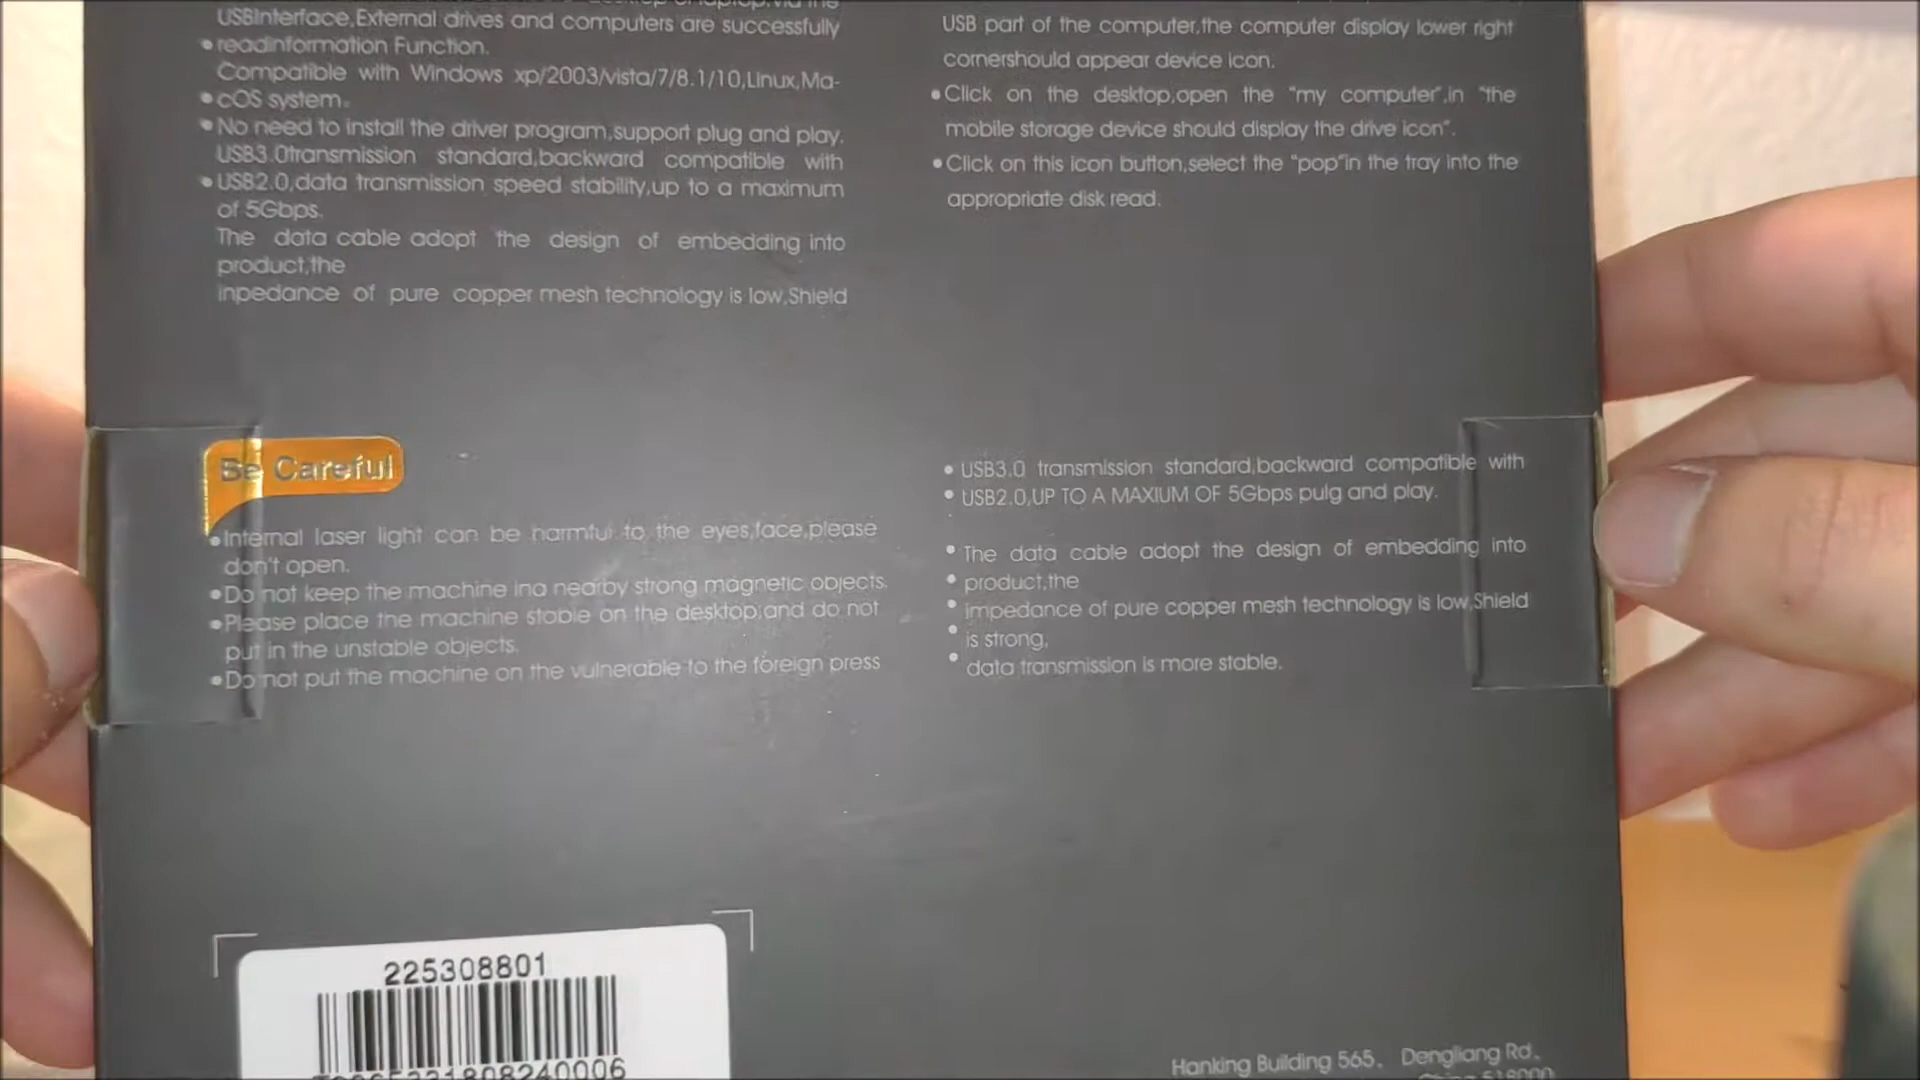 USBInterface,External drives and computers are successfully
• readinformation Function.
Compatible with Windows xp/2003/vista/7/8.1/10,Linux,Ma-
• cOS system.
• No need to install the driver program,support plug and play.
USB3.0transmission standard,backward compatible with
• USB2.0,data transmission speed stability,up to a maximum
of 5Gbps.
The data cable adopt the design of embedding into
product,the
inpedance of pure copper mesh technology is low,Shield
USB part of the computer,the computer display lower right
cornershould appear device icon.
• Click on the desktop,open the "my computer",in "the
mobile storage device should display the drive icon".
• Click on this icon button,select the "pop"in the tray into the
appropriate disk read.
Be Careful
• Internal laser light can be harmful to the eyes,face,please
don't open.
• Do not keep the machine ina nearby strong magnetic objects.
• Please place the machine stable on the desktop,and do not
put in the unstable objects.
• Do not put the machine on the vulnerable to the foreign press
• USB3.0 transmission standard,backward compatible with
• USB2.0,UP TO A MAXIUM OF 5Gbps pulg and play.
• The data cable adopt the design of embedding into
• product,the
• impedance of pure copper mesh technology is low,Shield
• is strong,
• data transmission is more stable.
225308801
Hanking Building 565, Dengliang Rd,
China 518000